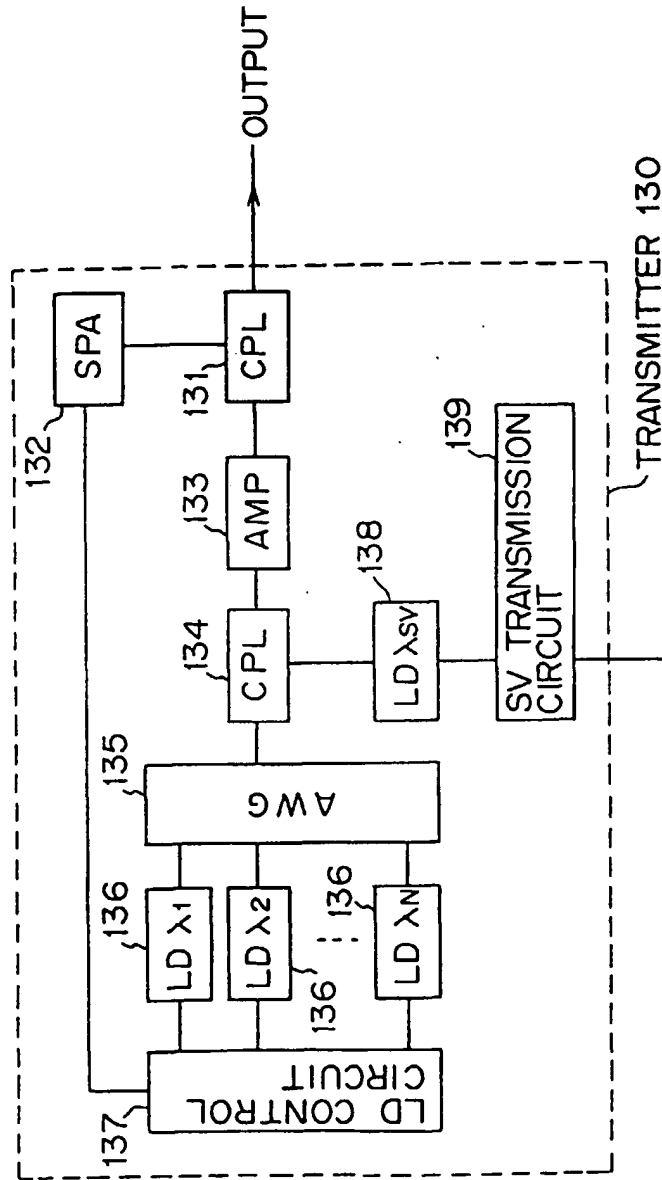 132
SPA
131
CPL
OUTPUT
133
AMP
134
CPL
135
AWG
136
LD λ1
LD λ2
136
136
LD λN
137
LD CONTROL
CIRCUIT
138
LD λSV
139
SV TRANSMISSION
CIRCUIT
TRANSMITTER 130